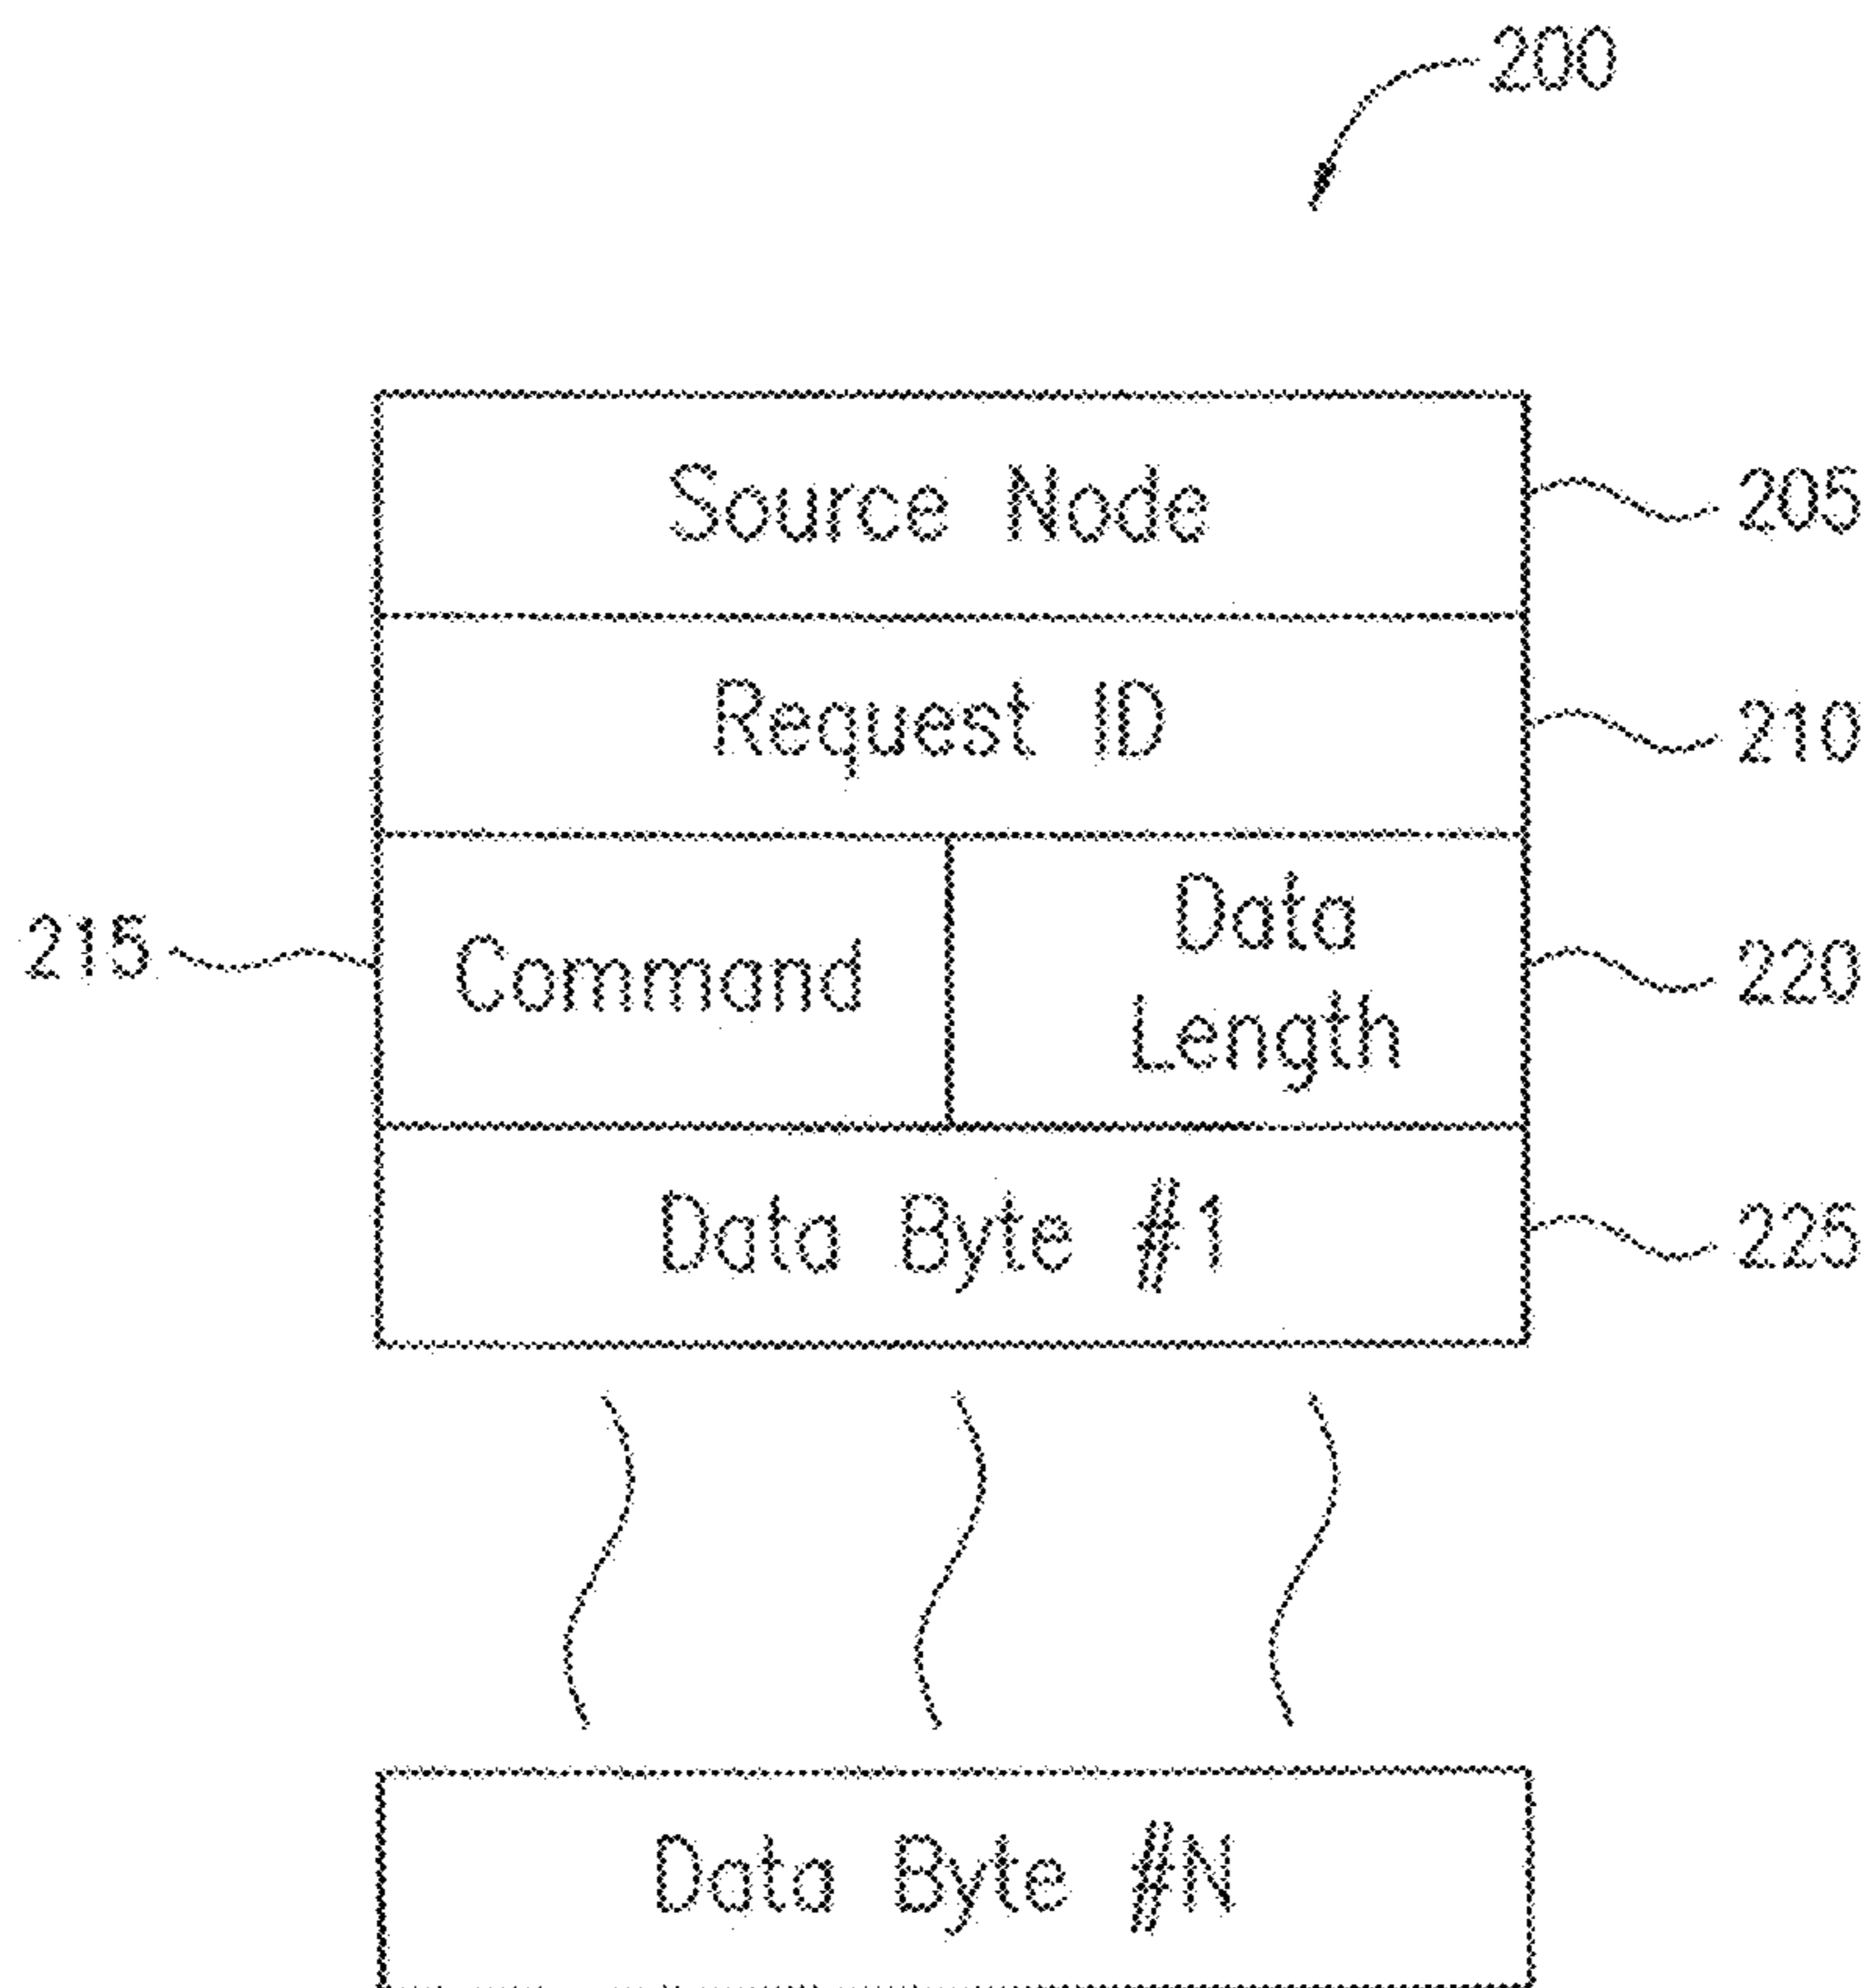 200
Source Node
205
Request ID
210
215
Command
Data
Length
220
Data Byte #1
225
Data Byte #N